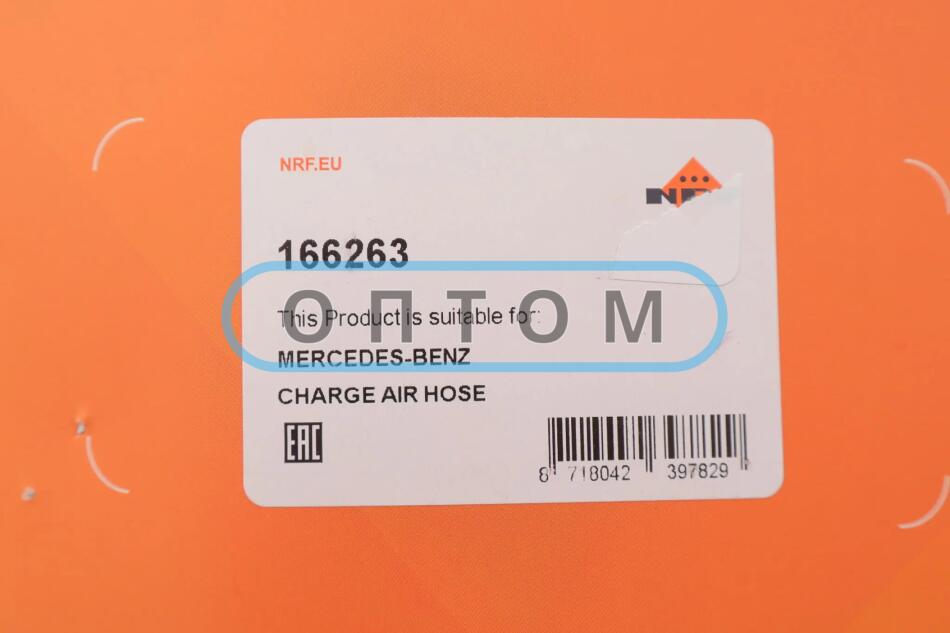 NRF.EU
166263
This Product is suitable for:
ОПТОМ
MERCEDES-BENZ
CHARGE AIR HOSE
EAC
8 718042 397829